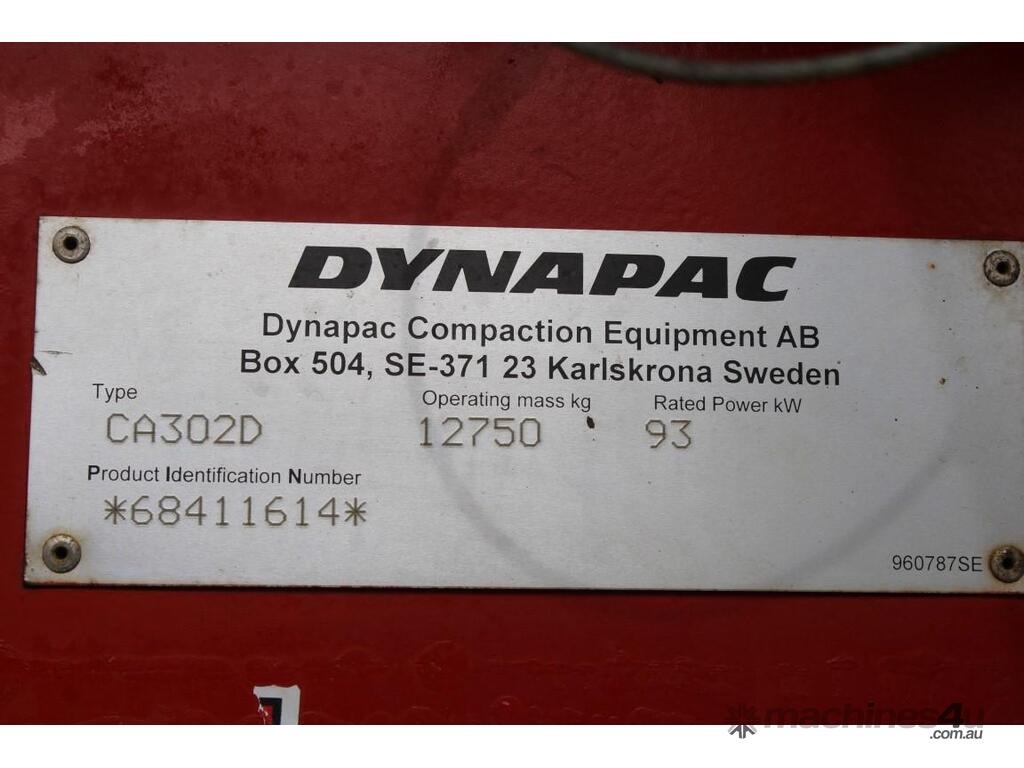 DYNAPAC
Dynapac Compaction Equipment AB
Box 504, SE-371 23 Karlskrona Sweden
Type Operating mass kg Rated Power kW
CA302D 12750 93
Product Identification Number
*68411614*
960787SE
machines4u
.com.au